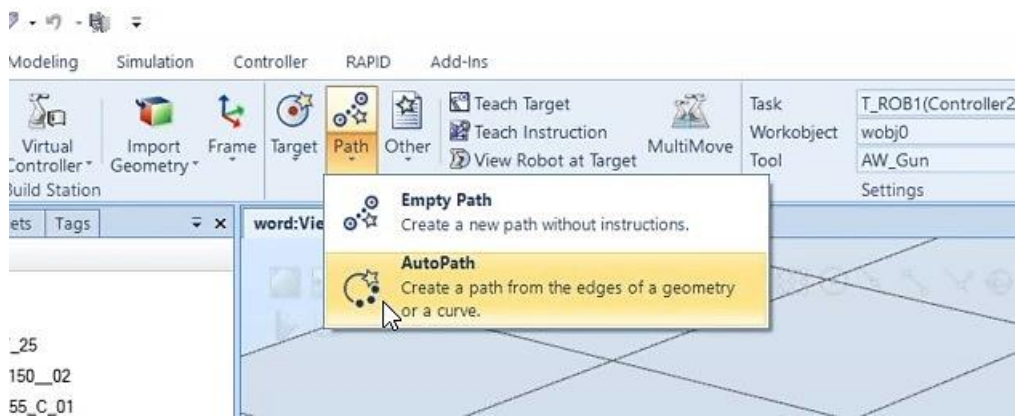 Modeling Simulation Controller RAPID Add-Ins
Virtual Controller
Import Geometry
Frame
Target
Path
Other
Teach Target
Teach Instruction
View Robot at Target
MultiMove
Task T_ROB1(Controller2
Workobject wobj0
Tool AW_Gun
Build Station
Settings
ets Tags
word:Vie
Empty Path
Create a new path without instructions.
AutoPath
Create a path from the edges of a geometry
or a curve.
_25
150__02
55_C_01